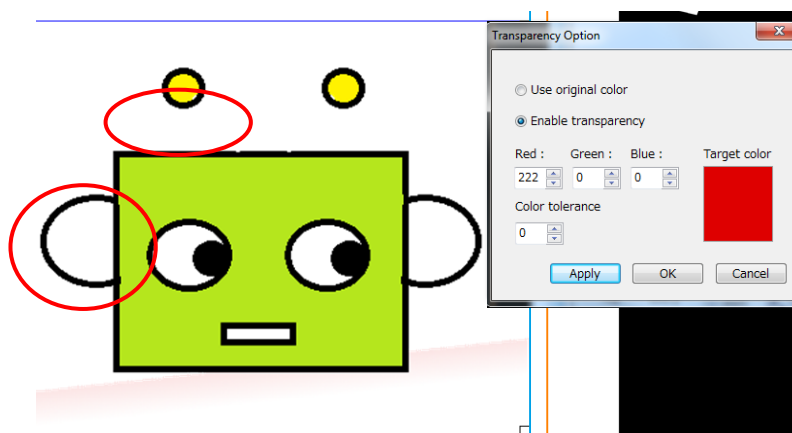 Transparency Option
Use original color
Enable transparency
Red : Green : Blue : Target color
222 0 0
Color tolerance
0
Apply OK Cancel